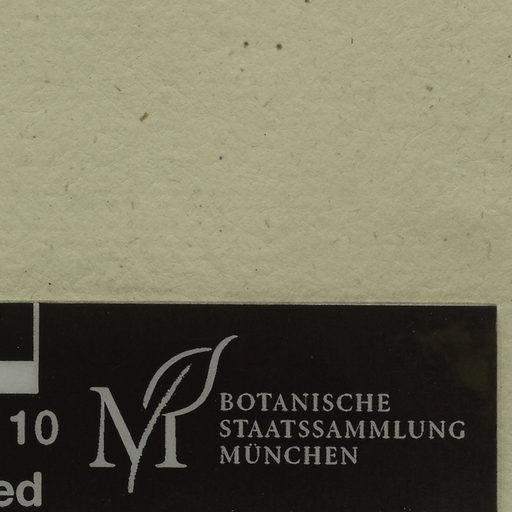 10
BOTANISCHE
STAATSSAMMLUNG
MÜNCHEN
ed